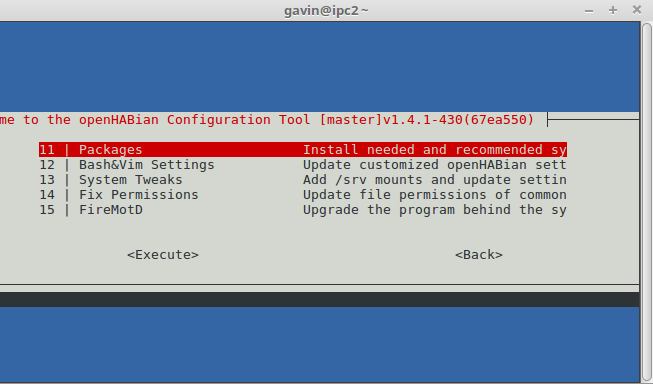 gavin@ipc2 ~
me to the openHABian Configuration Tool [master]v1.4.1-430(67ea550)
11 | Packages Install needed and recommended sy
12 | Bash&Vim Settings Update customized openHABian sett
13 | System Tweaks Add /srv mounts and update settin
14 | Fix Permissions Update file permissions of common
15 | FireMotD Upgrade the program behind the sy
<Execute> <Back>